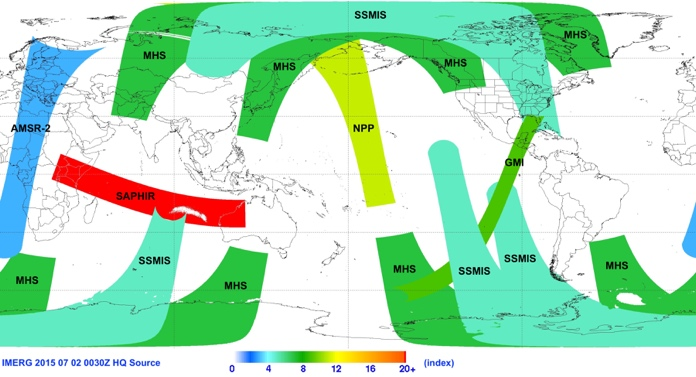 SSMIS
MHS
MHS
MHS
MHS
AMSR-2
NPP
GMI
SAPHIR
SSMIS
SSMIS
SSMIS
MHS
MHS
MHS
MHS
IMERG 2015 07 02 0030Z HQ Source
0 4 8 12 16 20+ (index)